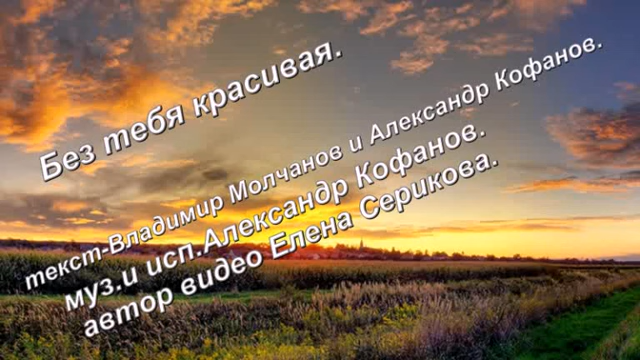 Без тебя красивая.
текст-Владимир Молчанов и Александр Кофанов.
муз.и исп.Александр Кофанов.
автор видео Елена Серикова.